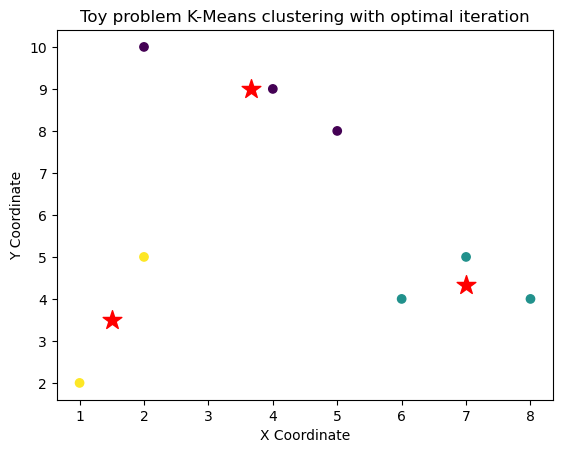 Toy problem K-Means clustering with optimal iteration
10
9
8
7
6
5
4
3
2
Y Coordinate
1 2 3 4 5 6 7 8
X Coordinate